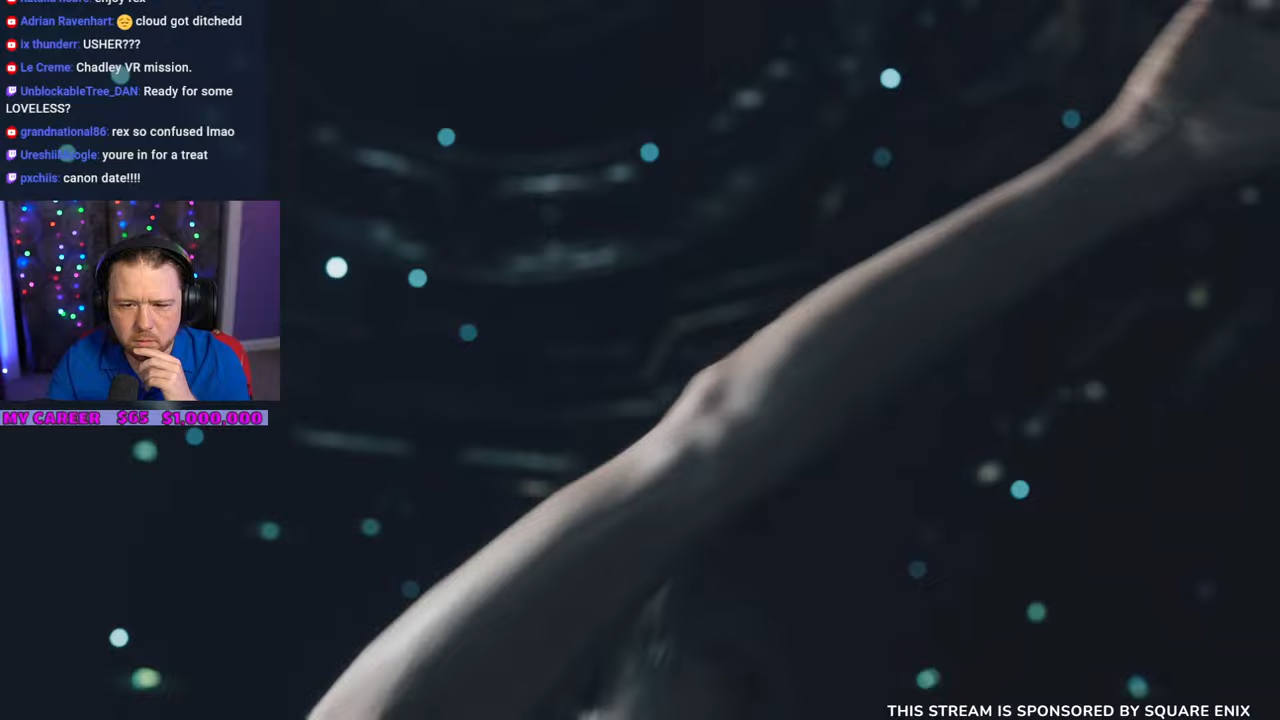 Adrian Ravenhart: 😔 cloud got ditchedd
ix thunderr: USHER???
Le Creme: Chadley VR mission.
UnblockableTree_DAN: Ready for some
LOVELESS?
grandnational86: rex so confused lmao
youre in for a treat
pxchiis: canon date!!!!
MY CAREER $65 $1,000,000
THIS STREAM IS SPONSORED BY SQUARE ENIX